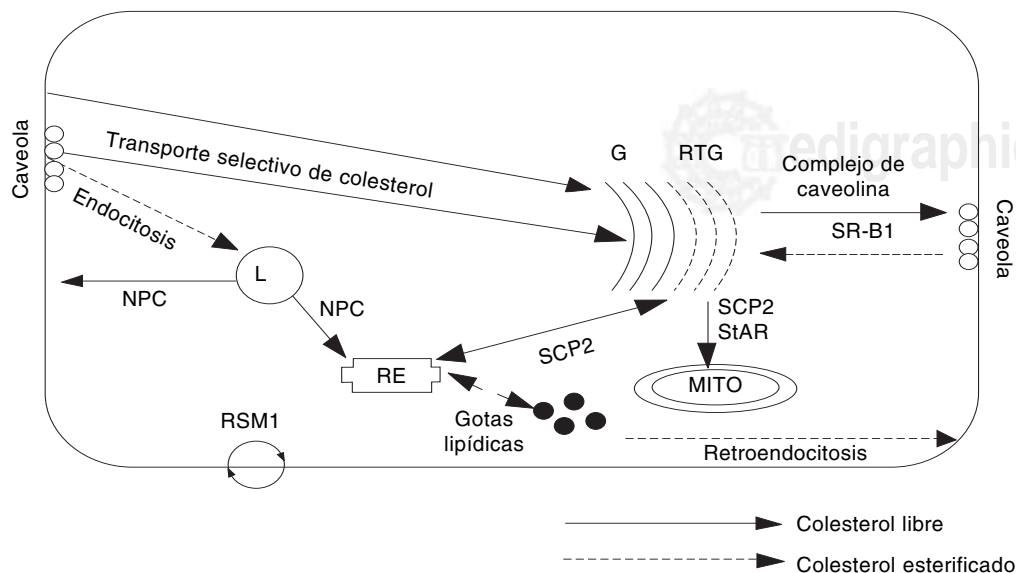 Caveola
Transporte selectivo de colesterol
Endocitosis
G
RTG
edigraphic
Complejo de
caveolina
SR-B1
Caveola
L
NPC
NPC
SCP2
SCP2
StAR
RE
MITO
Gotas
lipídicas
RSM1
Retroendocitosis
Colesterol libre
Colesterol esterificado